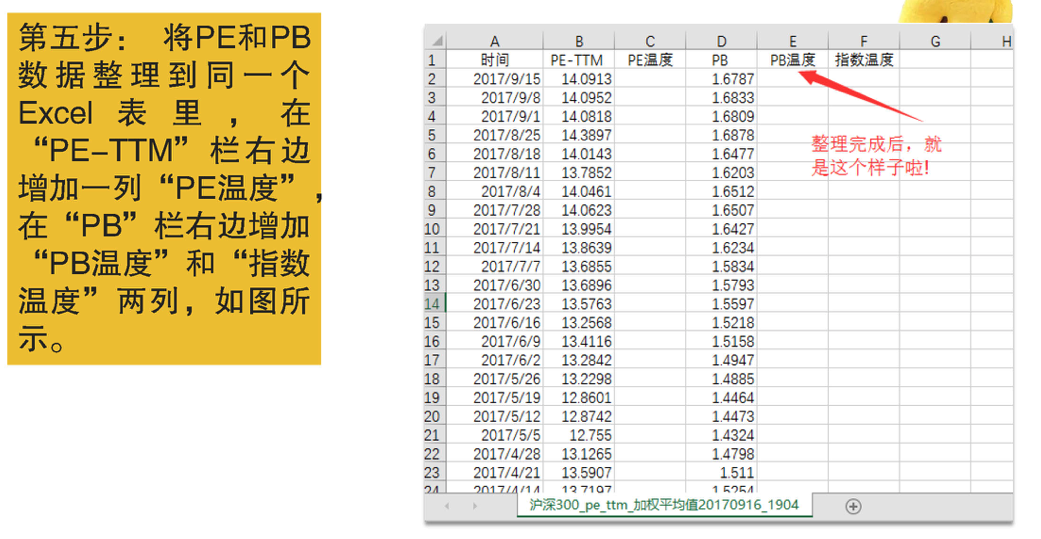 第五步： 将PE和PB
数据整理到同一个
Excel 表里，在
“PE-TTM”栏右边
增加一列“PE温度”，
在“PB”栏右边增加
“PB温度”和“指数
温度”两列，如图所
示。
A B C D E F G H
1 时间 PE-TTM PE温度 PB PB温度 指数温度
2 2017/9/15 14.0913 1.6787
3 2017/9/8 14.0952 1.6833
4 2017/9/1 14.0818 1.6809
5 2017/8/25 14.3897 1.6878
6 2017/8/18 14.0143 1.6477
7 2017/8/11 13.7852 1.6203
8 2017/8/4 14.0461 1.6512
9 2017/7/28 14.0623 1.6507
10 2017/7/21 13.9954 1.6427
11 2017/7/14 13.8639 1.6234
12 2017/7/7 13.6855 1.5834
13 2017/6/30 13.6896 1.5793
14 2017/6/23 13.5763 1.5597
15 2017/6/16 13.2568 1.5218
16 2017/6/9 13.4116 1.5158
17 2017/6/2 13.2842 1.4947
18 2017/5/26 13.2298 1.4885
19 2017/5/19 12.8601 1.4464
20 2017/5/12 12.8742 1.4473
21 2017/5/5 12.755 1.4324
22 2017/4/28 13.1265 1.4798
23 2017/4/21 13.5907 1.511
24 2017/4/14 13.7197 1.5254
整理完成后，就
是这个样子啦!
沪深300_pe_ttm_加权平均值20170916_1904